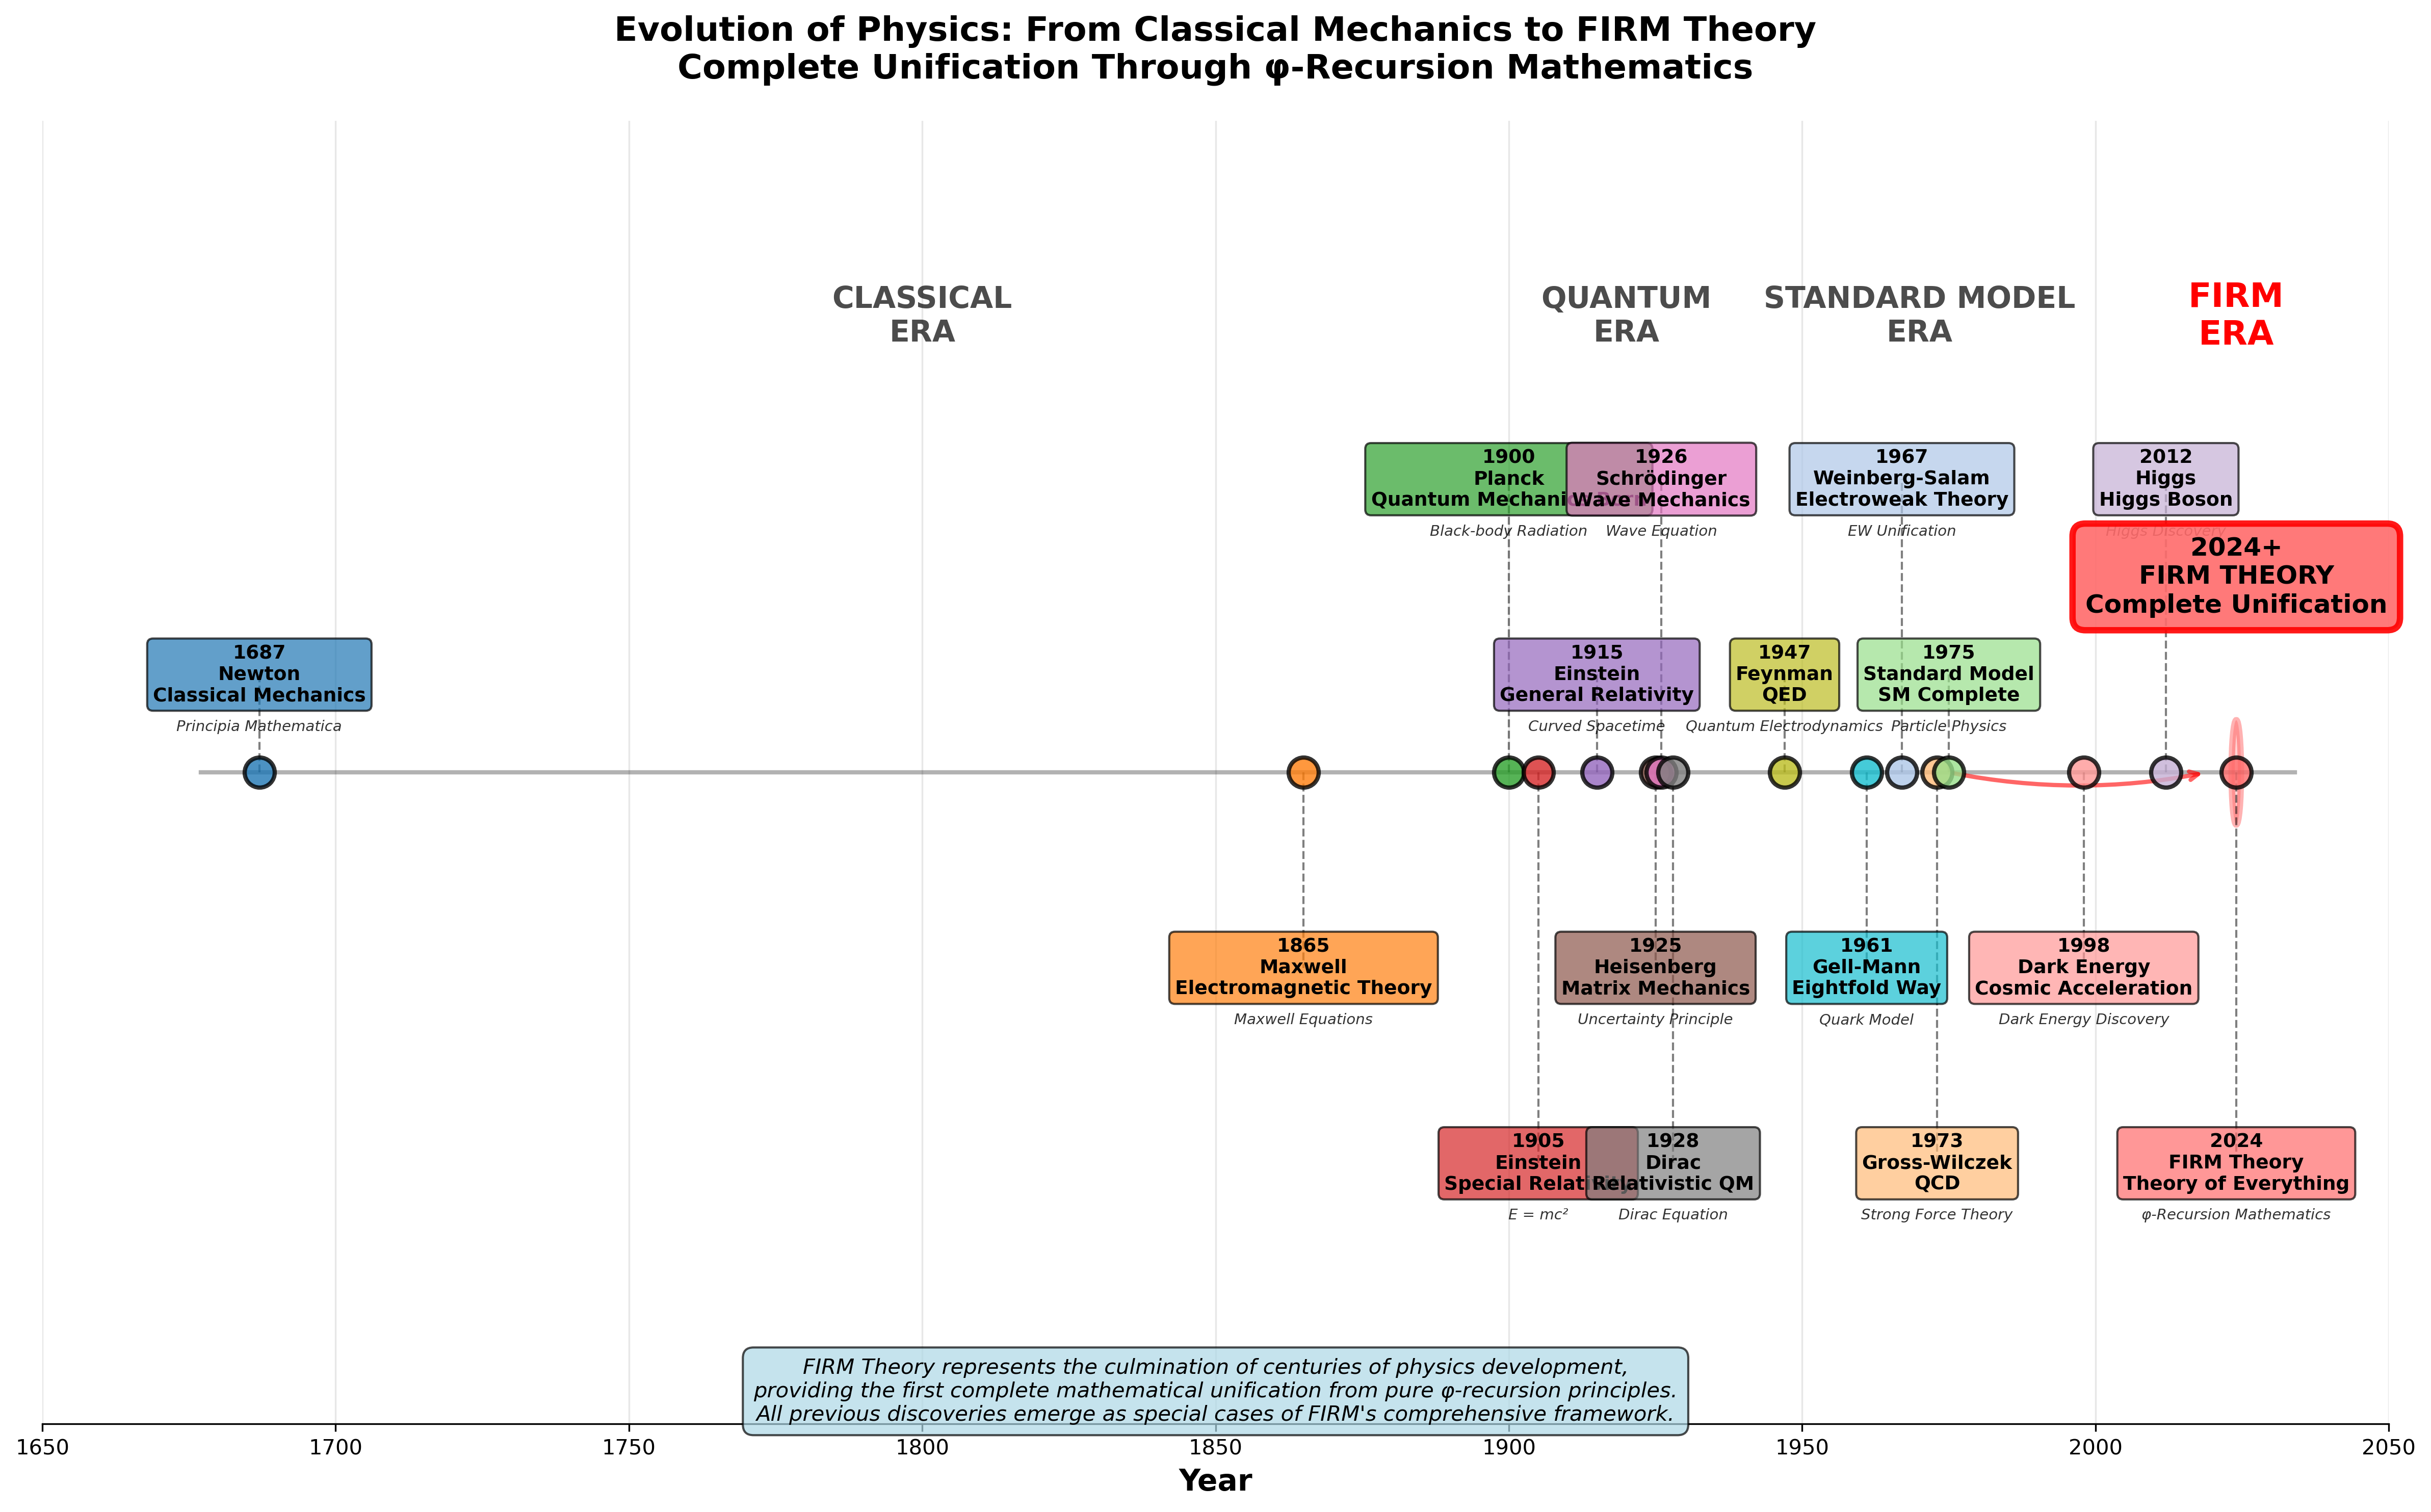 Evolution of Physics: From Classical Mechanics to FIRM Theory
Complete Unification Through φ-Recursion Mathematics
CLASSICAL
ERA
QUANTUM
ERA
STANDARD MODEL
ERA
FIRM
ERA
1900
Planck
Quantum Mechanics Born
Black-body Radiation
1926
Schrödinger
Wave Mechanics
Wave Equation
1967
Weinberg-Salam
Electroweak Theory
EW Unification
2012
Higgs
Higgs Boson
Higgs Discovery
2024+
FIRM THEORY
Complete Unification
1687
Newton
Classical Mechanics
Principia Mathematica
1915
Einstein
General Relativity
Curved Spacetime
1947
Feynman
QED
Quantum Electrodynamics
1975
Standard Model
SM Complete
Particle Physics
1865
Maxwell
Electromagnetic Theory
Maxwell Equations
1925
Heisenberg
Matrix Mechanics
Uncertainty Principle
1961
Gell-Mann
Eightfold Way
Quark Model
1998
Dark Energy
Cosmic Acceleration
Dark Energy Discovery
1905
Einstein
Special Relativity
E = mc²
1928
Dirac
Relativistic QM
Dirac Equation
1973
Gross-Wilczek
QCD
Strong Force Theory
2024
FIRM Theory
Theory of Everything
φ-Recursion Mathematics
FIRM Theory represents the culmination of centuries of physics development,
providing the first complete mathematical unification from pure φ-recursion principles.
All previous discoveries emerge as special cases of FIRM's comprehensive framework.
1650 1700 1750 1800 1850 1900 1950 2000 2050
Year